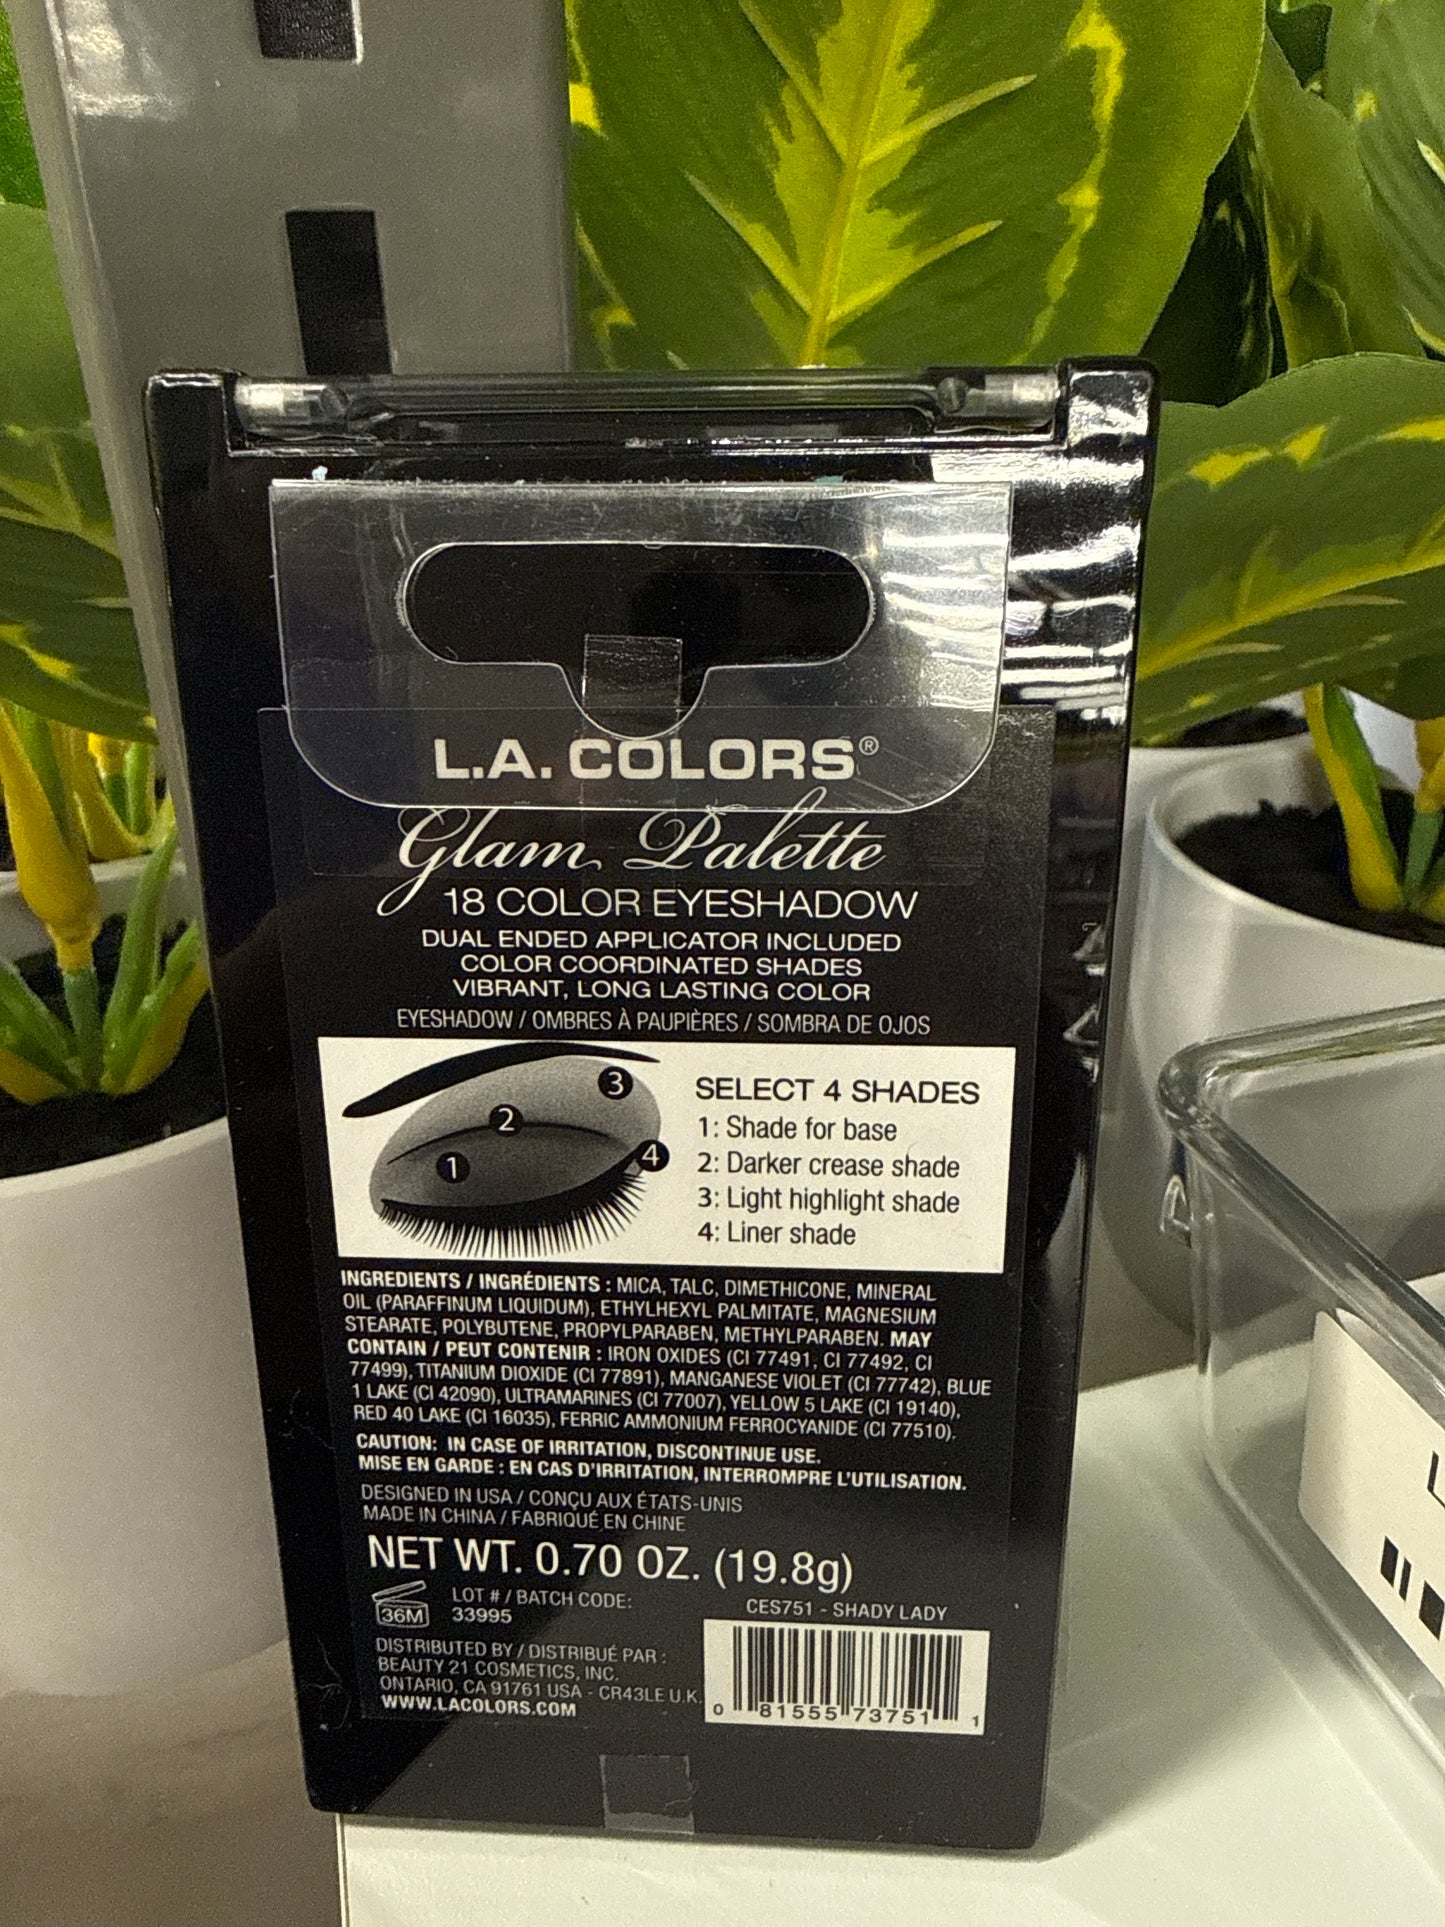 L.A. COLORS®
Glam Palette
18 COLOR EYESHADOW
DUAL ENDED APPLICATOR INCLUDED
COLOR COORDINATED SHADES
VIBRANT, LONG LASTING COLOR
EYESHADOW / OMBRES À PAUPIÈRES / SOMBRA DE OJOS
3
2
1
4
SELECT 4 SHADES
1: Shade for base
2: Darker crease shade
3: Light highlight shade
4: Liner shade
INGREDIENTS / INGRÉDIENTS : MICA, TALC, DIMETHICONE, MINERAL
OIL (PARAFFINUM LIQUIDUM), ETHYLHEXYL PALMITATE, MAGNESIUM
STEARATE, POLYBUTENE, PROPYLPARABEN, METHYLPARABEN. MAY
CONTAIN / PEUT CONTENIR : IRON OXIDES (CI 77491, CI 77492, CI
77499), TITANIUM DIOXIDE (CI 77891), MANGANESE VIOLET (CI 77742), BLUE
1 LAKE (CI 42090), ULTRAMARINES (CI 77007), YELLOW 5 LAKE (CI 19140),
RED 40 LAKE (CI 16035), FERRIC AMMONIUM FERROCYANIDE (CI 77510).
CAUTION: IN CASE OF IRRITATION, DISCONTINUE USE.
MISE EN GARDE : EN CAS D'IRRITATION, INTERROMPRE L'UTILISATION.
DESIGNED IN USA / CONÇU AUX ÉTATS-UNIS
MADE IN CHINA / FABRIQUÉ EN CHINE
NET WT. 0.70 OZ. (19.8g)
36M
LOT # / BATCH CODE:
33995
CES751 - SHADY LADY
DISTRIBUTED BY / DISTRIBUÉ PAR :
BEAUTY 21 COSMETICS, INC.
ONTARIO, CA 91761 USA - CR43LE U.K.
WWW.LACOLORS.COM
0 81555 73751 1